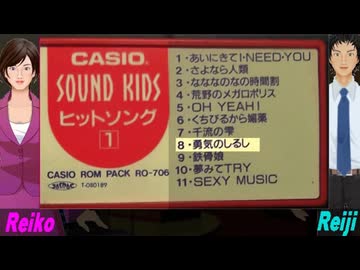 CASIO
SOUND KIDS
ヒットソング
1
CASIO ROM PACK RO-706
T-080189
1・あいにきてI・NEED・YOU
2・さよなら人類
3・なななのなの時間割
4・荒野のメガロポリス
5・OH YEAH!
6・くちびるから媚薬
7・千流の雫
8・勇気のしるし
9・鉄骨娘
10・夢みてTRY
11・SEXY MUSIC
Reiko
Reiji